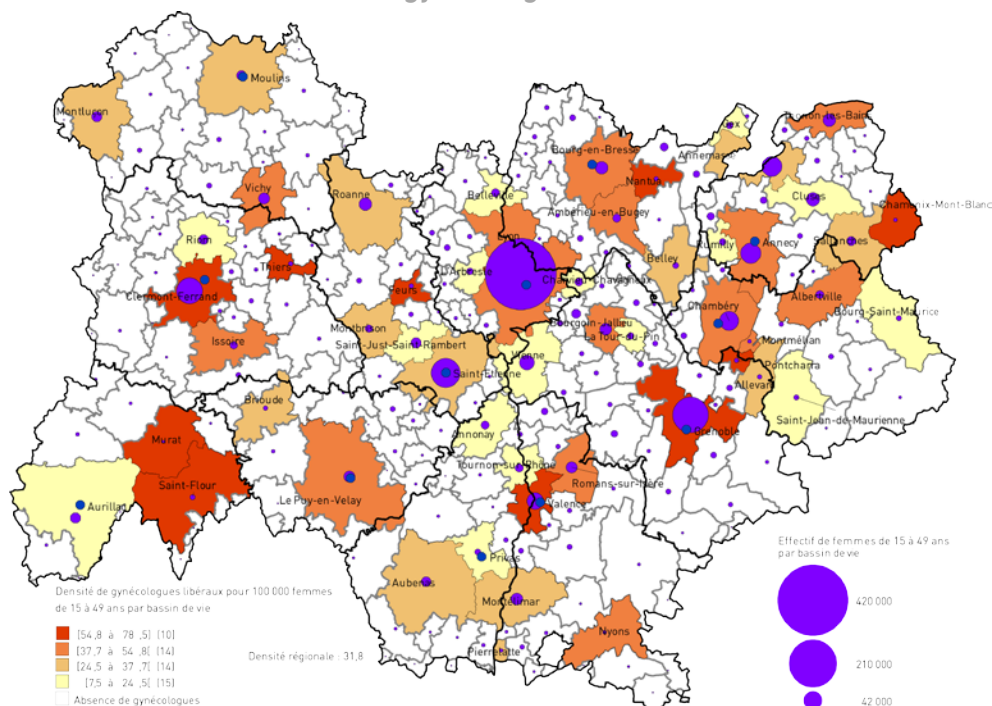 Moulins
Montluçon
Vichy
Roanne
Riom
Thiers
Clermont-Ferrand
Issoire
Feurs
Montbrison
Saint-Just-Saint-Rambert
Saint-Etienne
Belleville
Lyon
L'Arbresle
Bourg-en-Bresse
Nantua
Ambérieu-en-Bugey
Belley
Gex
Annemasse
Thonon-les-Bains
Cluses
Chamonix-Mont-Blanc
Sallanches
Rumilly
Annecy
Charvieu-Chavagneux
Bourgoin-Jallieu
La Tour-du-Pin
Vienne
Chambéry
Albertville
Bourg-Saint-Maurice
Montmélian
Pontcharra
Allevard
Saint-Jean-de-Maurienne
Grenoble
Brioude
Murat
Saint-Flour
Aurillac
Le Puy-en-Velay
Annonay
Tournon-sur-Rhône
Romans-sur-Isère
Valence
Privas
Aubenas
Montélimar
Nyons
Pierrelatte
Densité de gynécologues libéraux pour 100 000 femmes
de 15 à 49 ans par bassin de vie
[54,8 à 78 ,5] (10)
[37,7 à 54 ,8[ (14)
[24,5 à 37 ,7[ (14)
[7,5 à 24 ,5[ (15)
Absence de gynécologues
Densité régionale : 31,8
Effectif de femmes de 15 à 49 ans
par bassin de vie
420 000
210 000
42 000